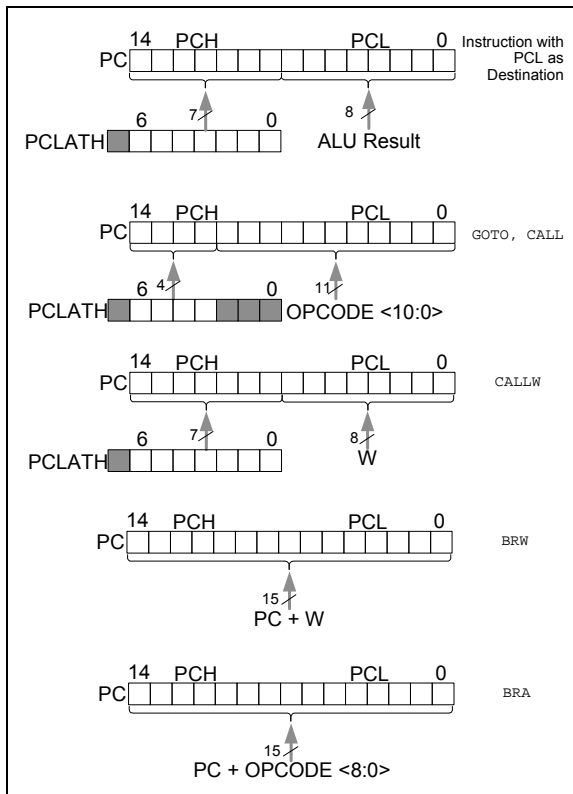 14 PCH PCL 0 Instruction with
PC PCL as
Destination
7 8
6 0
PCLATH ALU Result
14 PCH PCL 0
PC GOTO, CALL
4 11
6 0
PCLATH OPCODE <10:0>
14 PCH PCL 0
PC CALLW
7 8
6 0 W
PCLATH
14 PCH PCL 0
PC BRW
15
PC + W
14 PCH PCL 0
PC BRA
15
PC + OPCODE <8:0>